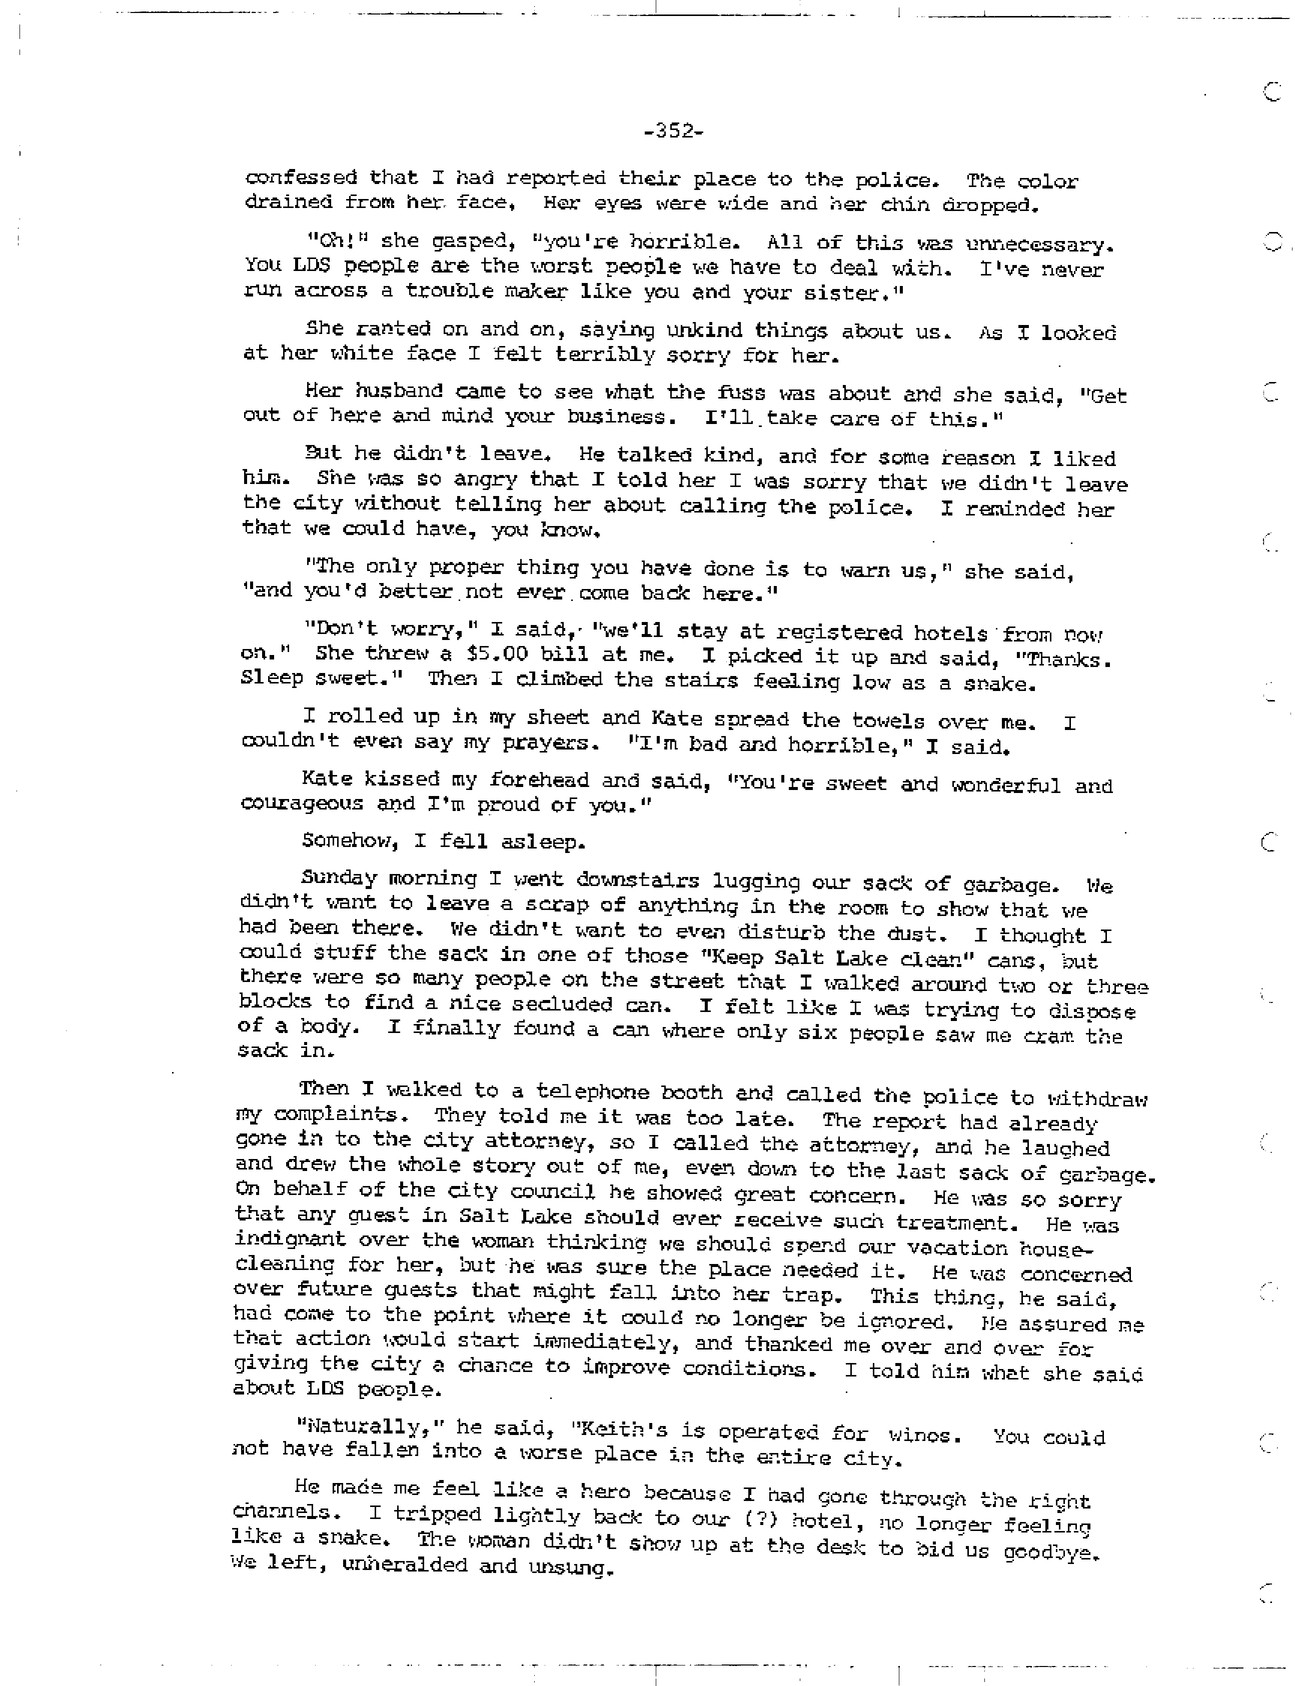 -352-
confessed that I had reported their place to the police. The color
drained from her face. Her eyes were wide and her chin dropped.
"Oh!" she gasped, "you're horrible. All of this was unnecessary.
You LDS people are the worst people we have to deal with. I've never
run across a trouble maker like you and your sister."
She ranted on and on, saying unkind things about us. As I looked
at her white face I felt terribly sorry for her.
Her husband came to see what the fuss was about and she said, "Get
out of here and mind your business. I'll take care of this."
But he didn't leave. He talked kind, and for some reason I liked
him. She was so angry that I told her I was sorry that we didn't leave
the city without telling her about calling the police. I reminded her
that we could have, you know.
"The only proper thing you have done is to warn us," she said,
"and you'd better not ever come back here."
"Don't worry," I said, "we'll stay at registered hotels from now
on." She threw a $5.00 bill at me. I picked it up and said, "Thanks.
Sleep sweet." Then I climbed the stairs feeling low as a snake.
I rolled up in my sheet and Kate spread the towels over me. I
couldn't even say my prayers. "I'm bad and horrible," I said.
Kate kissed my forehead and said, "You're sweet and wonderful and
courageous and I'm proud of you."
Somehow, I fell asleep.
Sunday morning I went downstairs lugging our sack of garbage. We
didn't want to leave a scrap of anything in the room to show that we
had been there. We didn't want to even disturb the dust. I thought I
could stuff the sack in one of those "Keep Salt Lake clean" cans, but
there were so many people on the street that I walked around two or three
blocks to find a nice secluded can. I felt like I was trying to dispose
of a body. I finally found a can where only six people saw me cram the
sack in.
Then I walked to a telephone booth and called the police to withdraw
my complaints. They told me it was too late. The report had already
gone in to the city attorney, so I called the attorney, and he laughed
and drew the whole story out of me, even down to the last sack of garbage.
On behalf of the city council he showed great concern. He was so sorry
that any guest in Salt Lake should ever receive such treatment. He was
indignant over the woman thinking we should spend our vacation house-
cleaning for her, but he was sure the place needed it. He was concerned
over future guests that might fall into her trap. This thing, he said,
had come to the point where it could no longer be ignored. He assured me
that action would start immediately, and thanked me over and over for
giving the city a chance to improve conditions. I told him what she said
about LDS people.
"Naturally," he said, "Keith's is operated for winos. You could
not have fallen into a worse place in the entire city.
He made me feel like a hero because I had gone through the right
channels. I tripped lightly back to our (?) hotel, no longer feeling
like a snake. The woman didn't show up at the desk to bid us goodbye.
We left, unheralded and unsung.